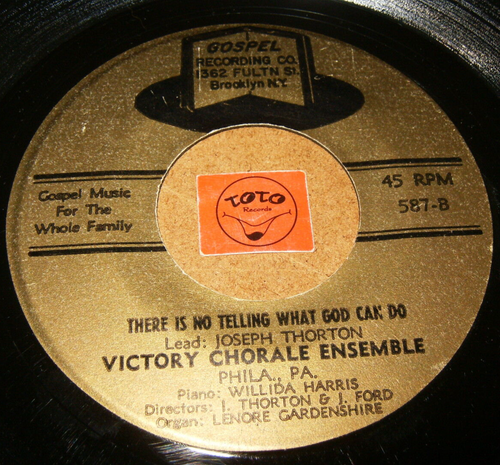 GOSPEL
RECORDING CO.
1362 FULTN ST.
Brooklyn N.Y.
Gospel Music
For The
Whole Family
45 RPM
587-B
TOTO
Records
THERE IS NO TELLING WHAT GOD CAN DO
Lead: JOSEPH THORTON
VICTORY CHORALE ENSEMBLE
PHILA., PA.
Piano: WILLIDA HARRIS
Directors: J. THORTON & J. FORD
Organ: LENORE GARDENSHIRE